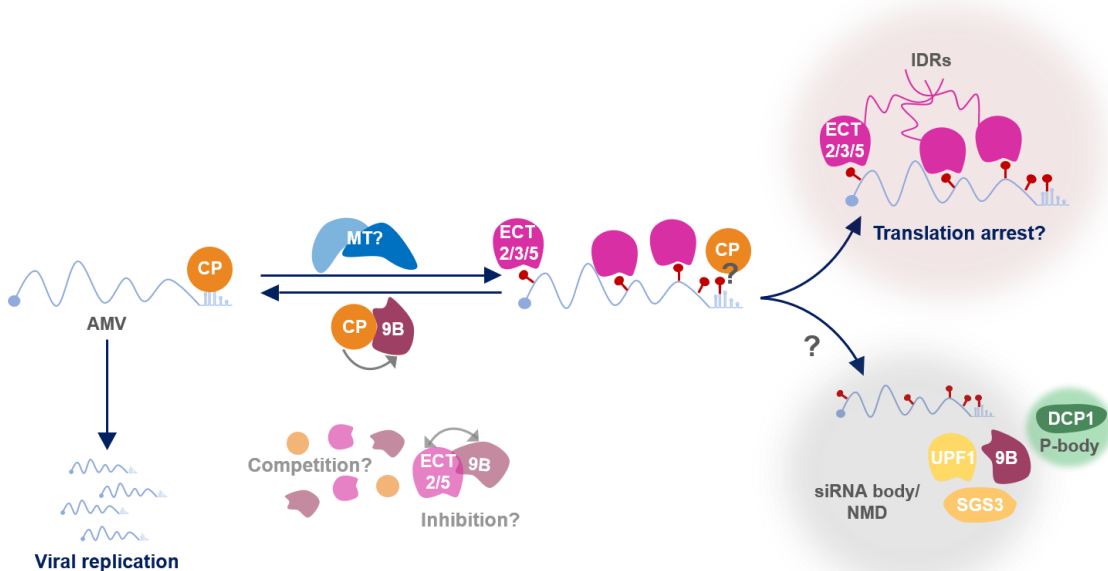 IDRs
ECT
2/3/5
Translation arrest?
MT?
ECT
2/3/5
CP
?
CP
AMV
CP
9B
?
Viral replication
Competition?
ECT
2/5
9B
Inhibition?
DCP1
P-body
UPF1
9B
siRNA body/
NMD
SGS3